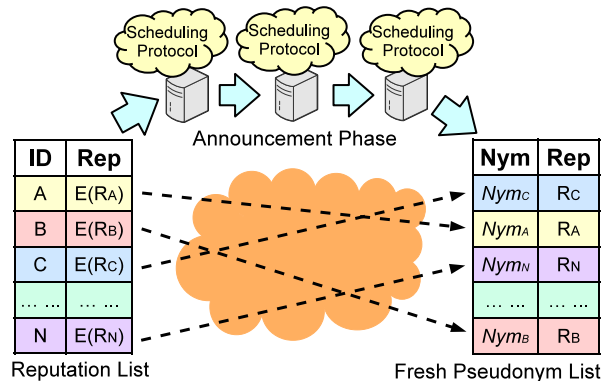 Scheduling Protocol
Scheduling Protocol
Scheduling Protocol
Announcement Phase
ID Rep
A E(RA)
B E(RB)
C E(RC)
... ... ... ...
N E(RN)
Reputation List
Nym Rep
NymC RC
NymA RA
NymN RN
... ... ... ...
NymB RB
Fresh Pseudonym List